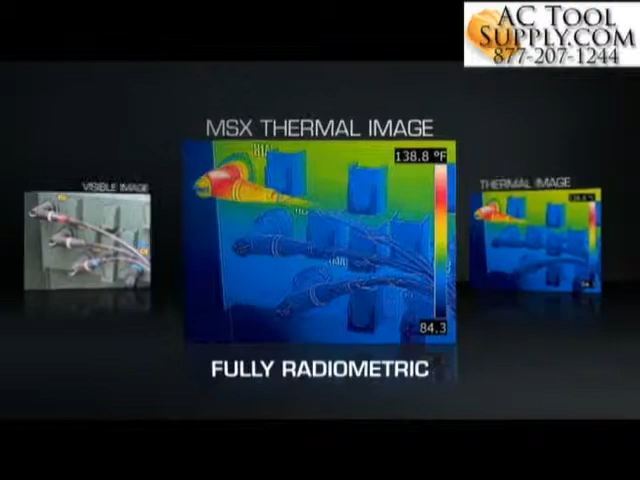 AC TOOL
SUPPLY.COM
877-207-1244
MSX THERMAL IMAGE
138.8 °F
84.3
VISIBLE IMAGE
THERMAL IMAGE
FULLY RADIOMETRIC